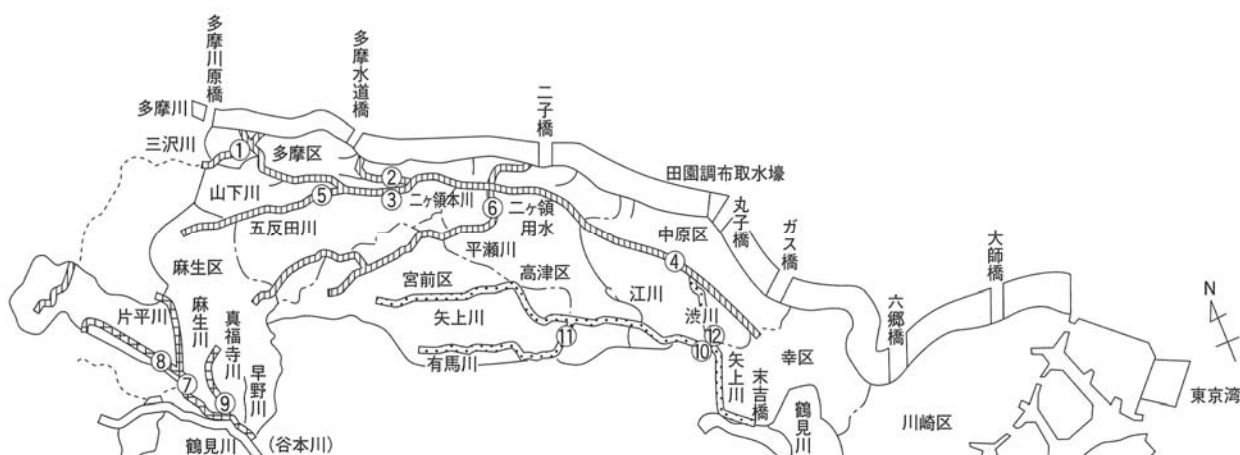 多摩川原橋
多摩水道橋
二子橋
多摩川
三沢川
①
多摩区
田園調布取水壕
丸子橋
ガス橋
大師橋
六郷橋
N
②
③
山下川
⑤
二ヶ領本川
⑥
二ヶ領用水
五反田川
平瀬川
中原区
④
麻生区
宮前区
高津区
江川
渋川
片平川
麻生川
真福寺川
矢上川
⑪
⑫
⑩
矢上川
幸区
有馬川
早野川
⑧
⑦
⑨
末吉橋
鶴見川
川崎区
東京湾
鶴見川
(谷本川)